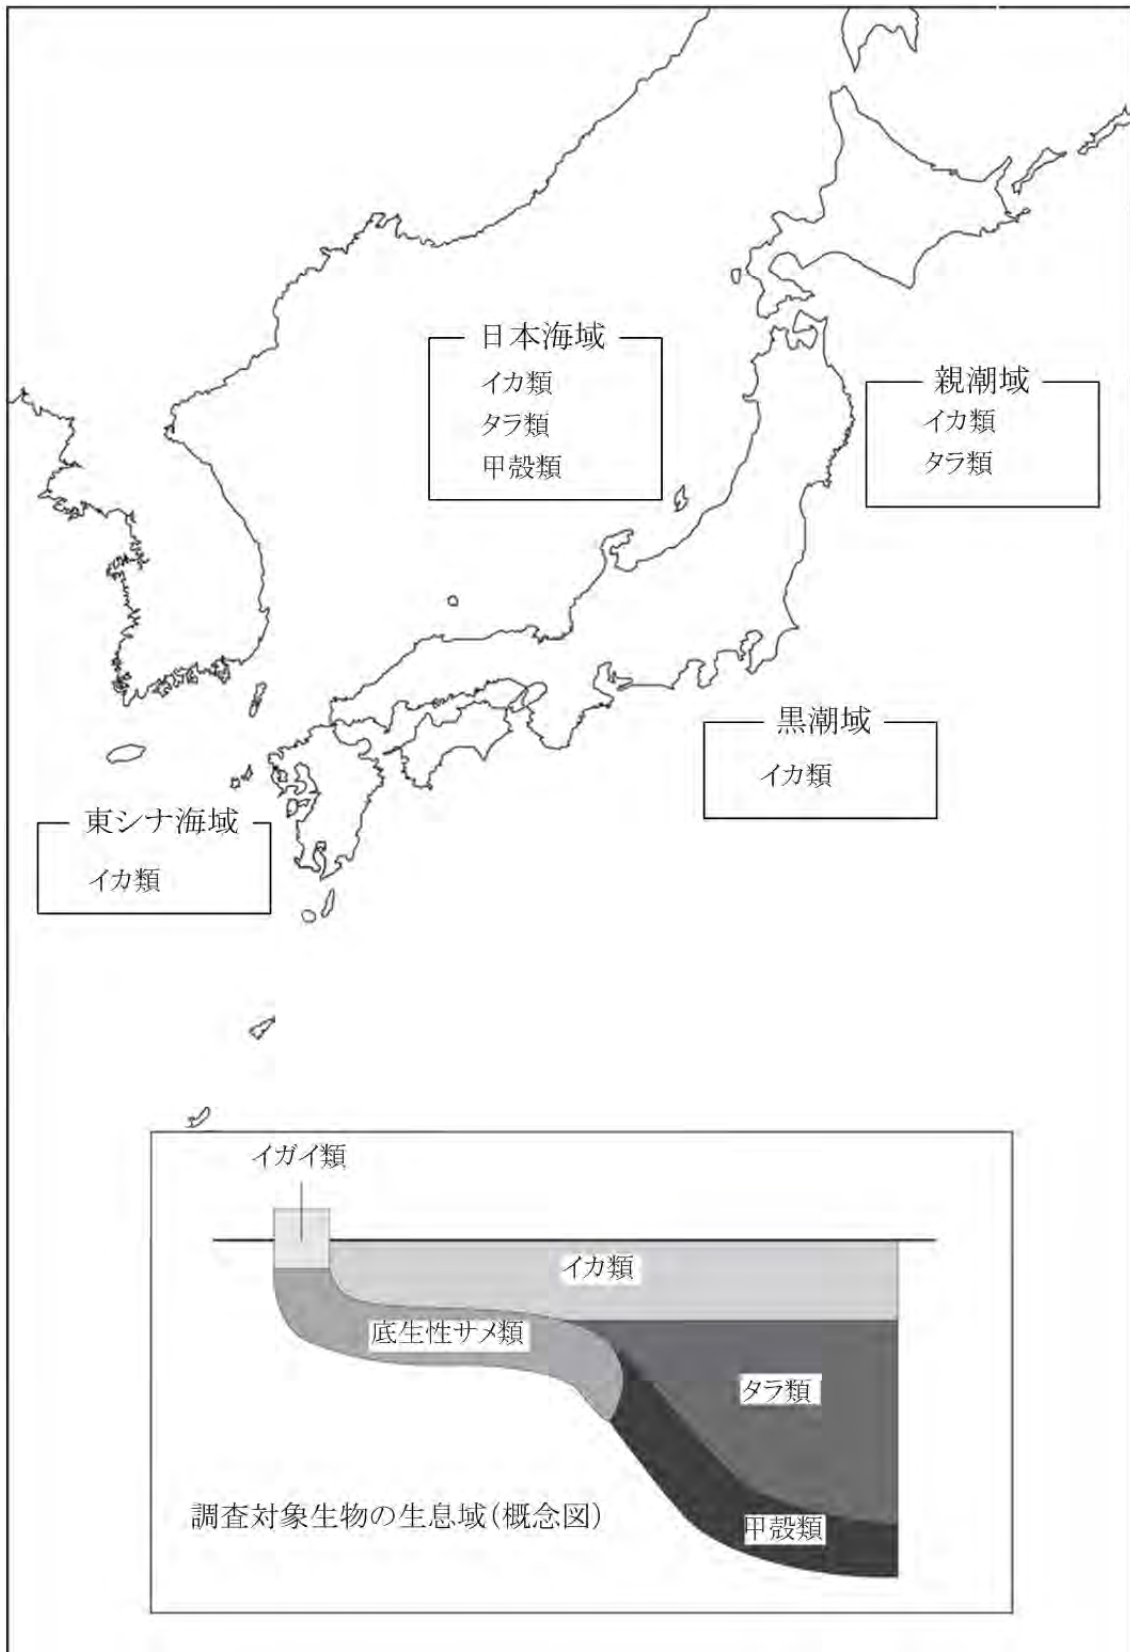 日本海域
イカ類
タラ類
甲殻類
親潮域
イカ類
タラ類
黒潮域
イカ類
東シナ海域
イカ類
イガイ類
イカ類
底生性サメ類
タラ類
甲殻類
調査対象生物の生息域(概念図)